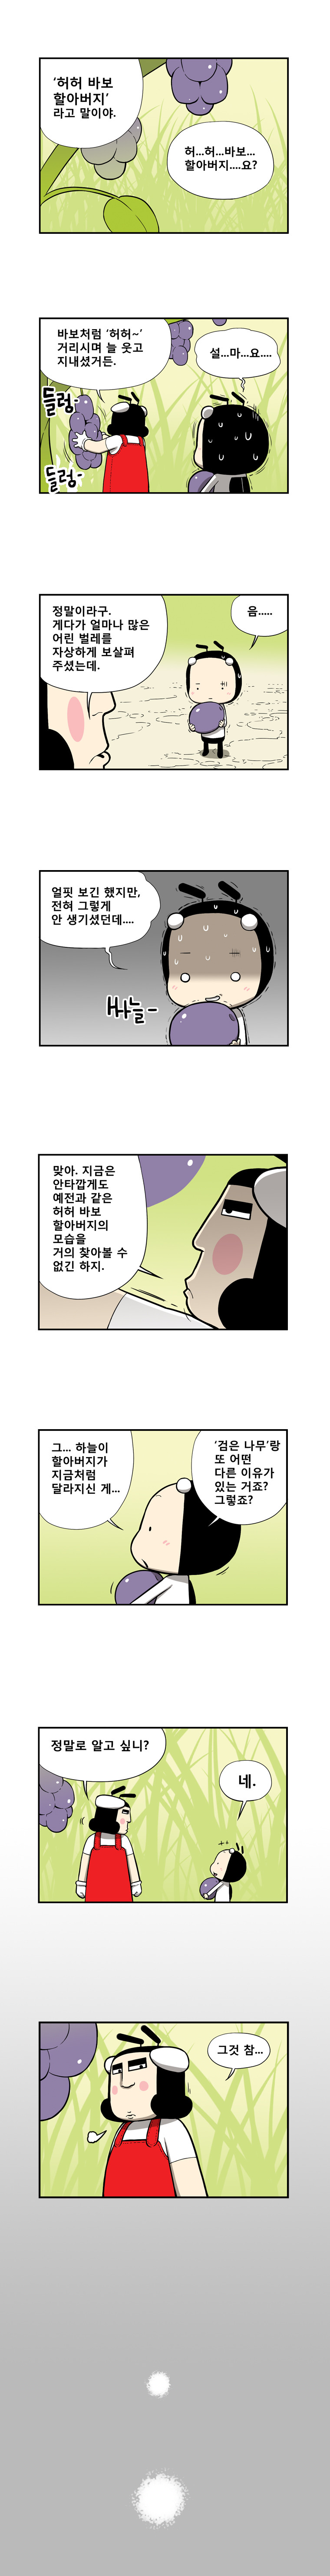 '허허 바보
할아버지'
라고 말이야.
허...허...바보...
할아버지....요?
바보처럼 '허허~'
거리시며 늘 웃고
지내셨거든.
설...마...요....
들렁-
들렁-
정말이라구.
게다가 얼마나 많은
어린 벌레를
자상하게 보살펴
주셨는데.
음.....
얼핏 보긴 했지만,
전혀 그렇게
안 생기셨던데....
싸늘-
맞아. 지금은
안타깝게도
예전과 같은
허허 바보
할아버지의
모습을
거의 찾아볼 수
없긴 하지.
그... 하늘이
할아버지가
지금처럼
달라지신 게...
'검은 나무'랑
또 어떤
다른 이유가
있는 거죠?
그렇죠?
정말로 알고 싶니?
네.
그것 참...